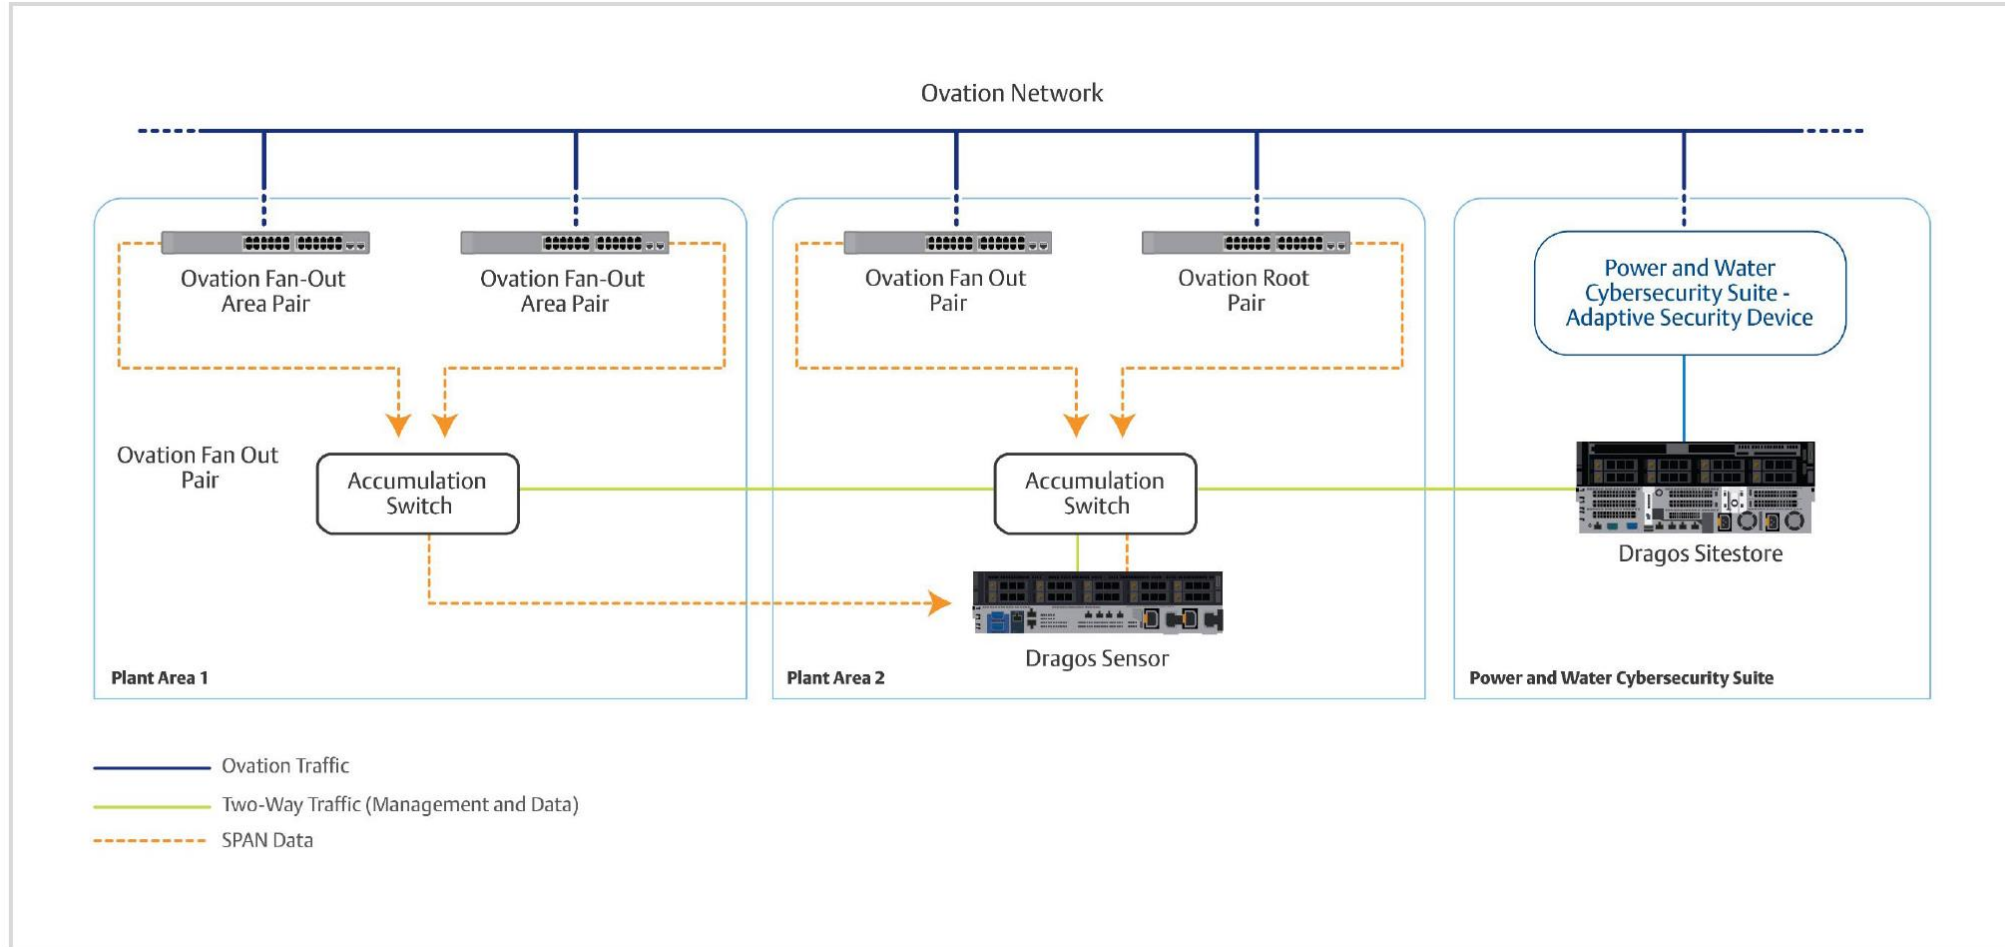 Ovation Network
Ovation Fan-Out
Area Pair
Ovation Fan-Out
Area Pair
Ovation Fan Out
Pair
Ovation Root
Pair
Power and Water
Cybersecurity Suite -
Adaptive Security Device
Ovation Fan Out
Pair
Accumulation
Switch
Accumulation
Switch
Dragos Sitestore
Dragos Sensor
Plant Area 1
Plant Area 2
Power and Water Cybersecurity Suite
Ovation Traffic
Two-Way Traffic (Management and Data)
SPAN Data